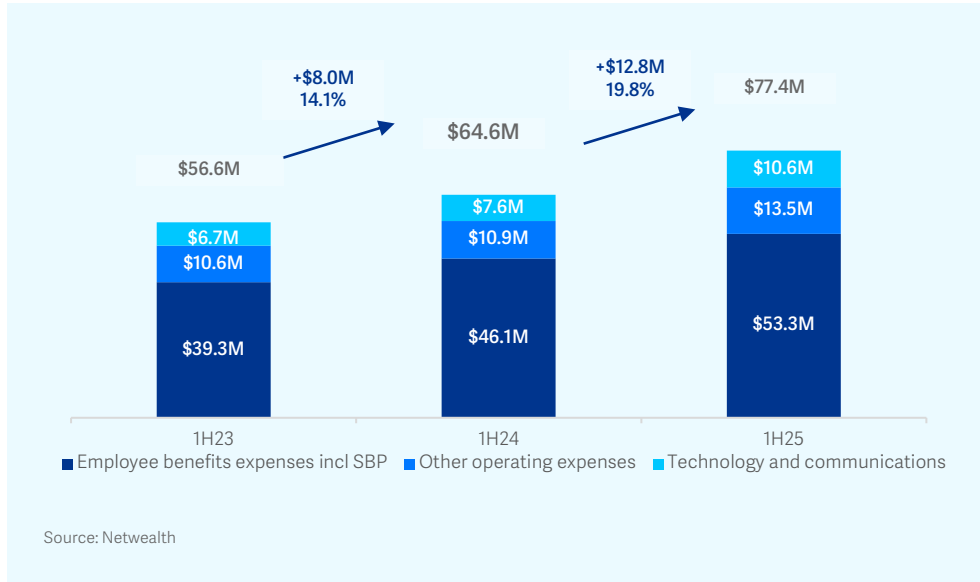 +$8.0M
14.1%
+$12.8M
19.8%
$56.6M
$64.6M
$77.4M
$6.7M
$10.6M
$39.3M
$7.6M
$10.9M
$46.1M
$10.6M
$13.5M
$53.3M
1H23
1H24
1H25
Employee benefits expenses incl SBP
Other operating expenses
Technology and communications
Source: Netwealth